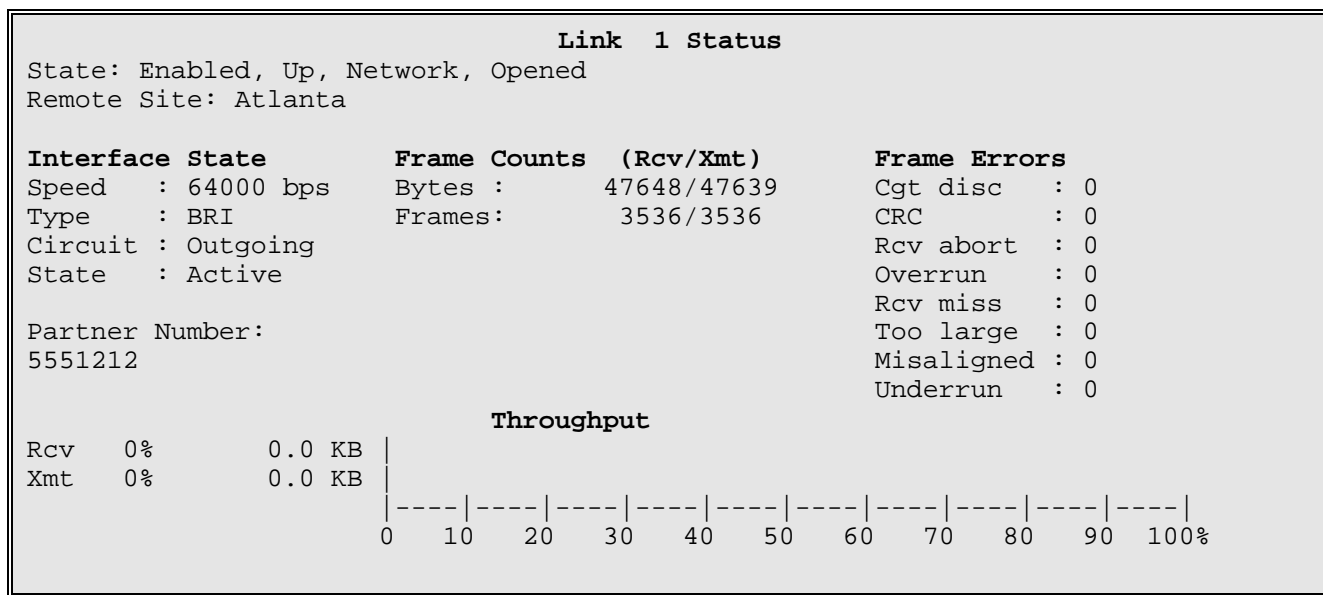 Link  1 Status
State: Enabled, Up, Network, Opened
Remote Site: Atlanta
Interface State        Frame Counts  (Rcv/Xmt)       Frame Errors
Speed   : 64000 bps    Bytes :      47648/47639      Cgt disc   : 0
Type    : BRI          Frames:       3536/3536       CRC        : 0
Circuit : Outgoing                                   Rcv abort  : 0
State   : Active                                     Overrun    : 0
                                                     Rcv miss   : 0
Partner Number:                                      Too large  : 0
5551212                                              Misaligned : 0
                                                     Underrun   : 0
Throughput
Rcv   0%       0.0 KB |
Xmt   0%       0.0 KB |
|----|----|----|----|----|----|----|----|----|----|
0   10   20   30   40   50   60   70   80   90  100%